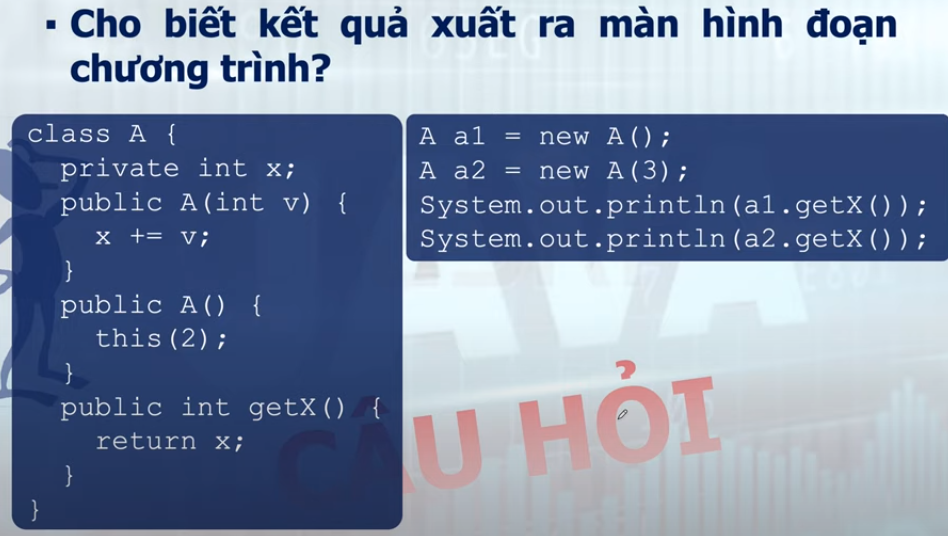 ▪ Cho biết kết quả xuất ra màn hình đoạn
chương trình?
class A {
  private int x;
  public A(int v) {
    x += v;
  }
  public A() {
    this(2);
  }
  public int getX() {
    return x;
  }
}
A a1 = new A();
A a2 = new A(3);
System.out.println(a1.getX());
System.out.println(a2.getX());
CÂU HỎI